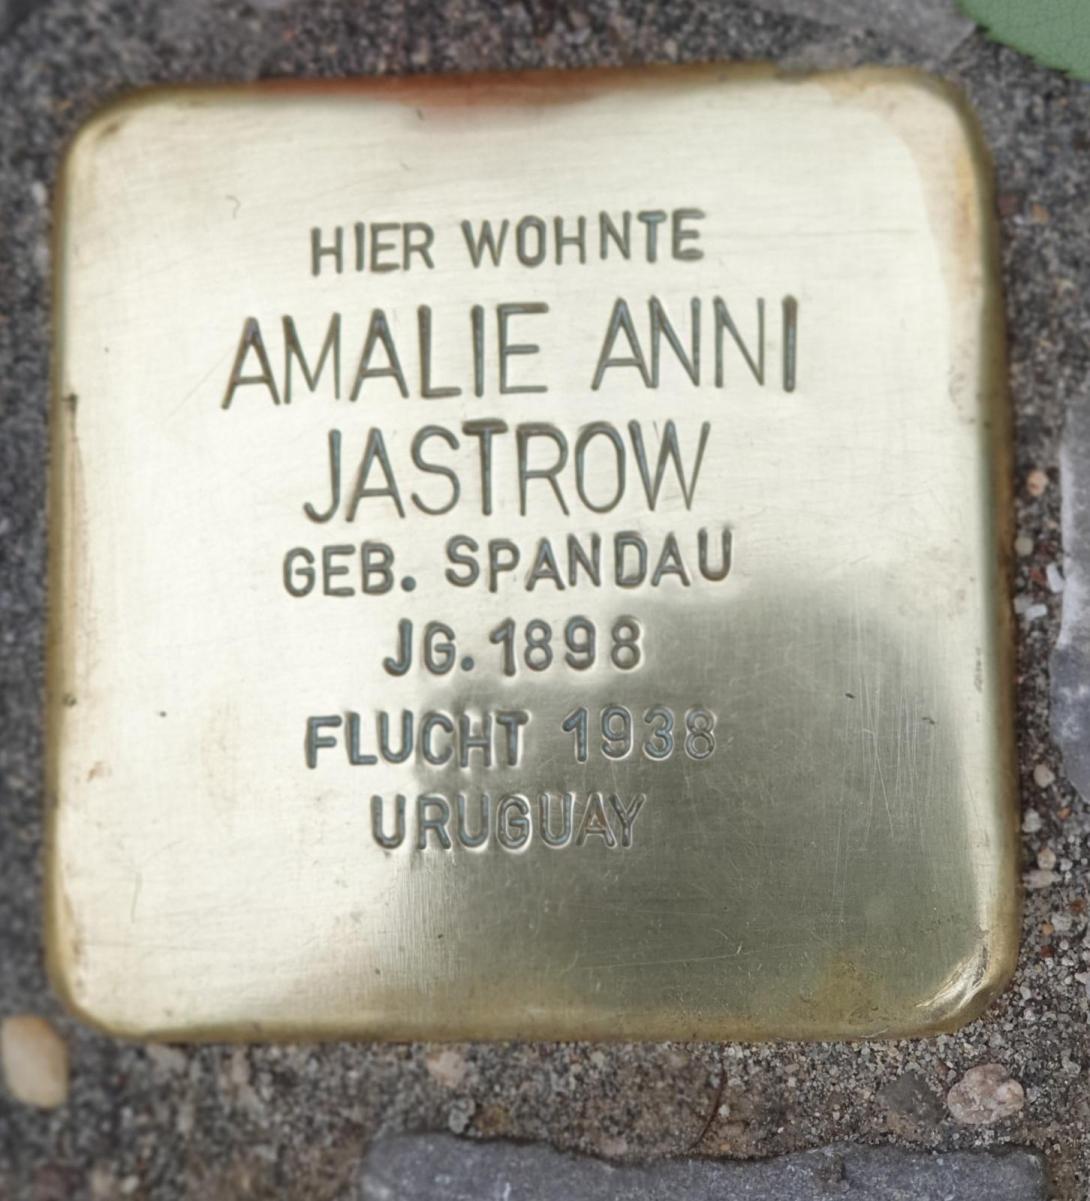 HIER WOHNTE
AMALIE ANNI
JASTROW
GEB. SPANDAU
JG. 1898
FLUCHT 1938
URUGUAY